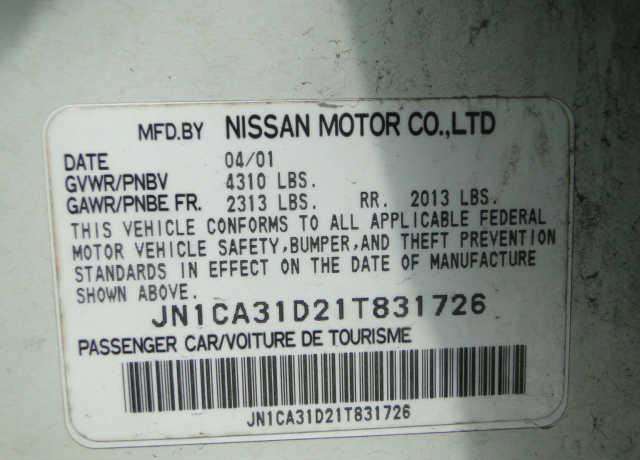 MFD.BY NISSAN MOTOR CO.,LTD
DATE 04/01
GVWR/PNBV 4310 LBS.
GAWR/PNBE FR. 2313 LBS. RR. 2013 LBS.
THIS VEHICLE CONFORMS TO ALL APPLICABLE FEDERAL
MOTOR VEHICLE SAFETY,BUMPER,AND THEFT PREVENTION
STANDARDS IN EFFECT ON THE DATE OF MANUFACTURE
SHOWN ABOVE.
JN1CA31D21T831726
PASSENGER CAR/VOITURE DE TOURISME
JN1CA31D21T831726